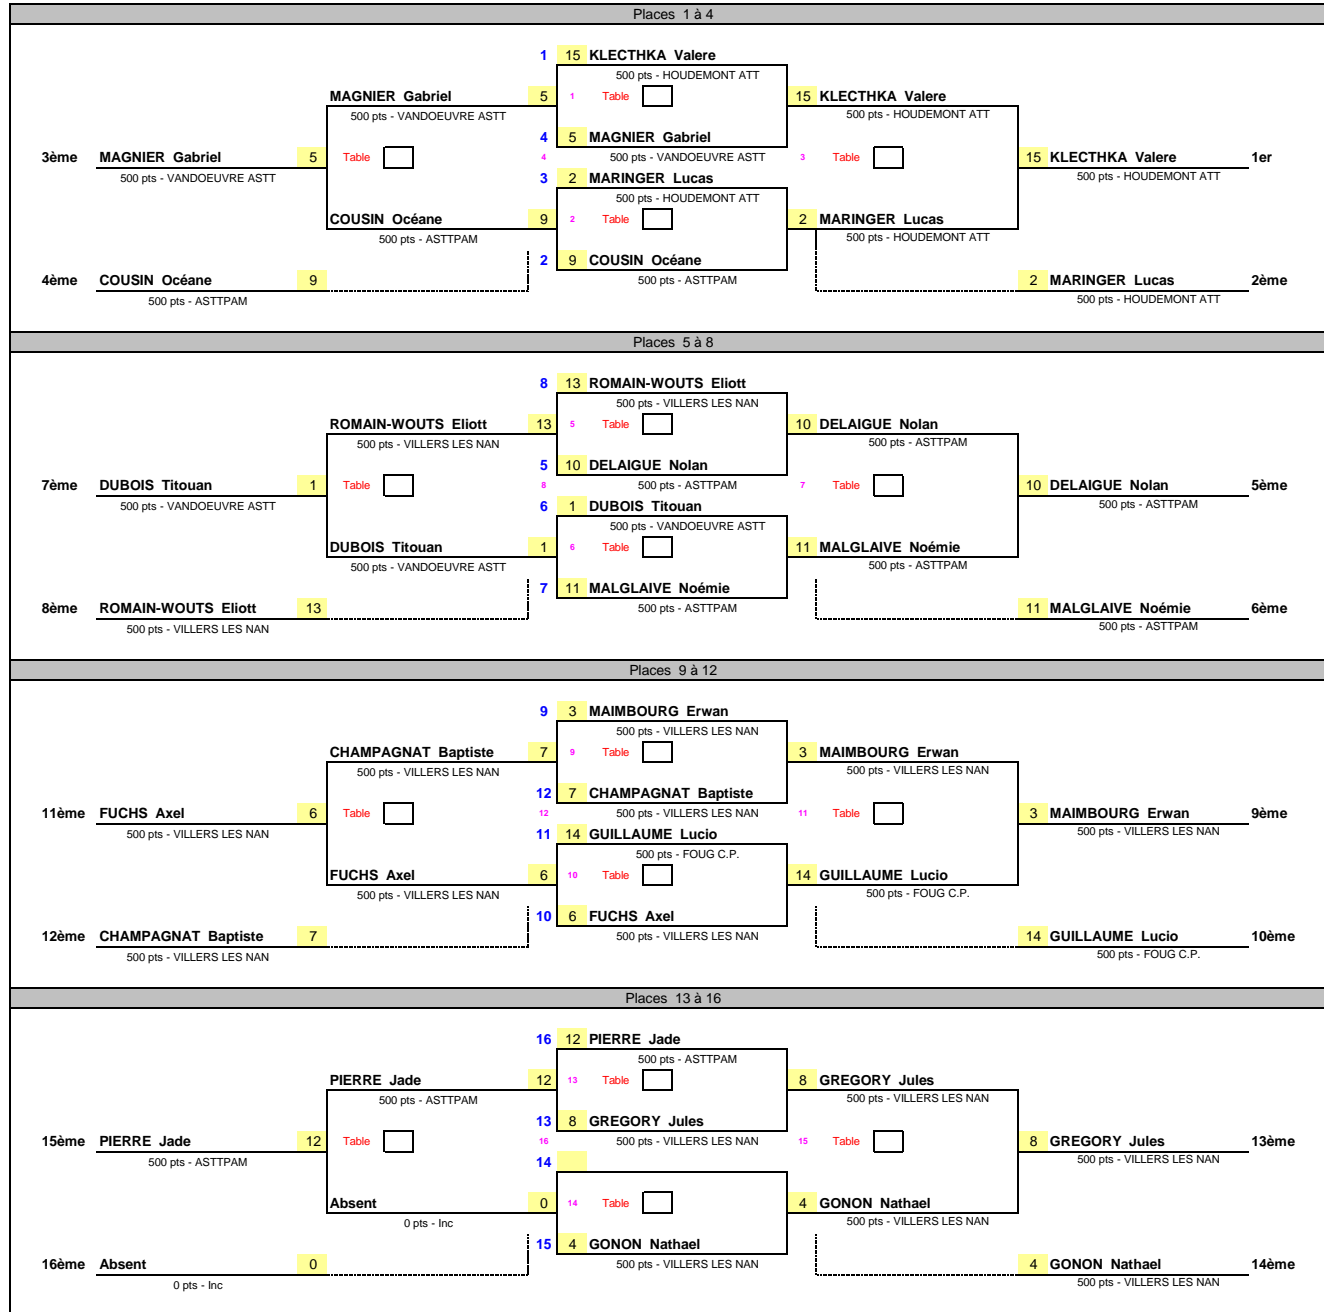 Places 1 à 4
1 15 KLECTHKA Valere
500 pts - HOUDEMONT ATT
MAGNIER Gabriel 5 1 Table 15 KLECTHKA Valere
500 pts - VANDOEUVRE ASTT 500 pts - HOUDEMONT ATT
4 5 MAGNIER Gabriel
3ème MAGNIER Gabriel 5 Table 4 500 pts - VANDOEUVRE ASTT 3 Table 15 KLECTHKA Valere 1er
500 pts - VANDOEUVRE ASTT 3 2 MARINGER Lucas 500 pts - HOUDEMONT ATT
500 pts - HOUDEMONT ATT
COUSIN Océane 9 2 Table 2 MARINGER Lucas
500 pts - ASTTPAM 500 pts - HOUDEMONT ATT
2 9 COUSIN Océane
4ème COUSIN Océane 9 500 pts - ASTTPAM 2 MARINGER Lucas 2ème
500 pts - ASTTPAM 500 pts - HOUDEMONT ATT
Places 5 à 8
8 13 ROMAIN-WOUTS Eliott
500 pts - VILLERS LES NAN
ROMAIN-WOUTS Eliott 13 5 Table 10 DELAIGUE Nolan
500 pts - VILLERS LES NAN 500 pts - ASTTPAM
5 10 DELAIGUE Nolan
7ème DUBOIS Titouan 1 Table 8 500 pts - ASTTPAM 7 Table 10 DELAIGUE Nolan 5ème
500 pts - VANDOEUVRE ASTT 6 1 DUBOIS Titouan 500 pts - ASTTPAM
500 pts - VANDOEUVRE ASTT
DUBOIS Titouan 1 6 Table 11 MALGLAIVE Noémie
500 pts - VANDOEUVRE ASTT 500 pts - ASTTPAM
7 11 MALGLAIVE Noémie
8ème ROMAIN-WOUTS Eliott 13 500 pts - ASTTPAM 11 MALGLAIVE Noémie 6ème
500 pts - VILLERS LES NAN 500 pts - ASTTPAM
Places 9 à 12
9 3 MAIMBOURG Erwan
500 pts - VILLERS LES NAN
CHAMPAGNAT Baptiste 7 9 Table 3 MAIMBOURG Erwan
500 pts - VILLERS LES NAN 500 pts - VILLERS LES NAN
12 7 CHAMPAGNAT Baptiste
11ème FUCHS Axel 6 Table 12 500 pts - VILLERS LES NAN 11 Table 3 MAIMBOURG Erwan 9ème
500 pts - VILLERS LES NAN 11 14 GUILLAUME Lucio 500 pts - VILLERS LES NAN
500 pts - FOUG C.P.
FUCHS Axel 6 10 Table 14 GUILLAUME Lucio
500 pts - VILLERS LES NAN 500 pts - FOUG C.P.
10 6 FUCHS Axel
12ème CHAMPAGNAT Baptiste 7 500 pts - VILLERS LES NAN 14 GUILLAUME Lucio 10ème
500 pts - VILLERS LES NAN 500 pts - FOUG C.P.
Places 13 à 16
16 12 PIERRE Jade
500 pts - ASTTPAM
PIERRE Jade 12 13 Table 8 GREGORY Jules
500 pts - ASTTPAM 500 pts - VILLERS LES NAN
13 8 GREGORY Jules
15ème PIERRE Jade 12 Table 16 500 pts - VILLERS LES NAN 15 Table 8 GREGORY Jules 13ème
500 pts - ASTTPAM 14 500 pts - VILLERS LES NAN
Absent 0 14 Table 4 GONON Nathael
0 pts - Inc 500 pts - VILLERS LES NAN
15 4 GONON Nathael
16ème Absent 0 500 pts - VILLERS LES NAN 4 GONON Nathael 14ème
0 pts - Inc 500 pts - VILLERS LES NAN